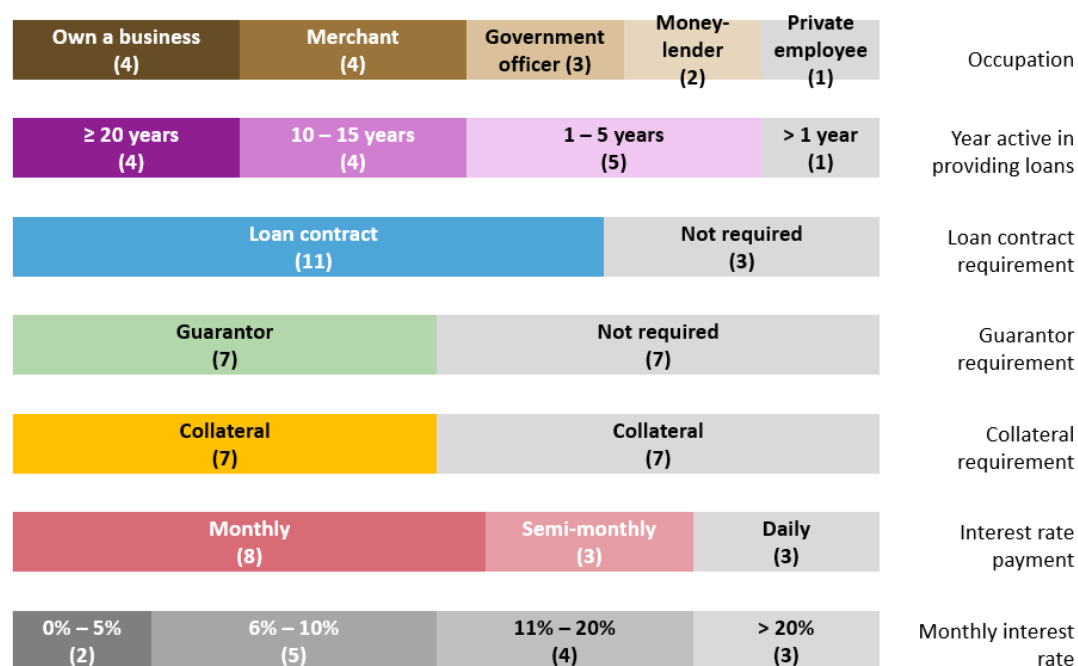 Own a business
(4)
Merchant
(4)
Government
officer (3)
Money-
lender
(2)
Private
employee
(1)
Occupation
≥ 20 years
(4)
10 – 15 years
(4)
1 – 5 years
(5)
> 1 year
(1)
Year active in
providing loans
Loan contract
(11)
Not required
(3)
Loan contract
requirement
Guarantor
(7)
Not required
(7)
Guarantor
requirement
Collateral
(7)
Collateral
(7)
Collateral
requirement
Monthly
(8)
Semi-monthly
(3)
Daily
(3)
Interest rate
payment
0% – 5%
(2)
6% – 10%
(5)
11% – 20%
(4)
> 20%
(3)
Monthly interest
rate